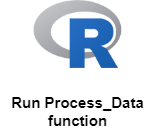 R
Run Process_Data
function